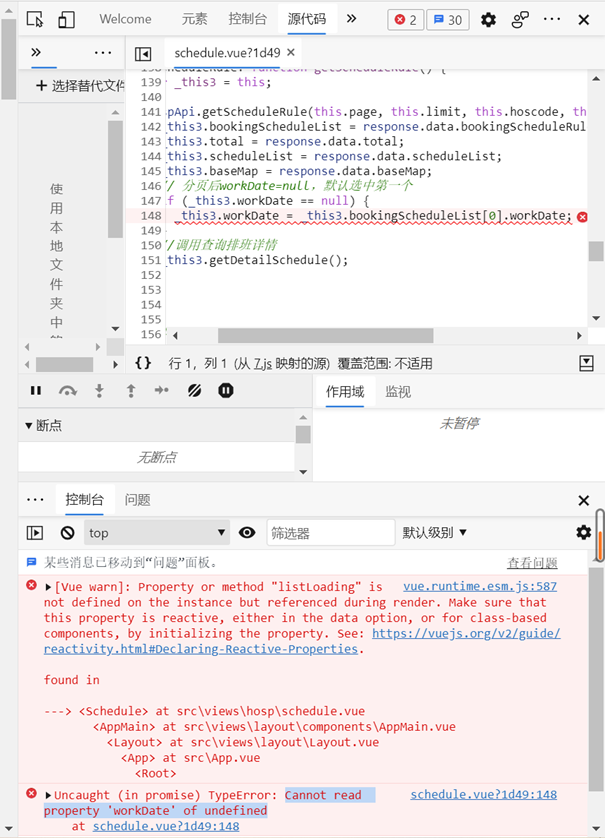 Welcome 元素 控制台 源代码 » 2 30
» ··· schedule.vue?1d49 ×
+ 选择替代文件
使用本地文件夹中的
139 _this3 = this;
140
141 pApi.getScheduleRule(this.page, this.limit, this.hoscode, th
142 this3.bookingScheduleList = response.data.bookingScheduleRul
143 this3.total = response.data.total;
144 this3.scheduleList = response.data.scheduleList;
145 this3.baseMap = response.data.baseMap;
146 // 分页后workDate=null,默认选中第一个
147 f (_this3.workDate == null) {
148 _this3.workDate = _this3.bookingScheduleList[0].workDate;
149
150 //调用查询排班详情
151 this3.getDetailSchedule();
152
153
154
155
156
{} 行 1,列 1 (从 7.js 映射的源) 覆盖范围: 不适用
作用域 监视
▼断点
未暂停
无断点
··· 控制台 问题
top ▼ 筛选器 默认级别 ▼
某些消息已移动到“问题”面板。 查看问题
▶[Vue warn]: Property or method "listLoading" is vue.runtime.esm.js:587
not defined on the instance but referenced during render. Make sure that
this property is reactive, either in the data option, or for class-based
components, by initializing the property. See: https://vuejs.org/v2/guide/
reactivity.html#Declaring-Reactive-Properties.
found in
---> <Schedule> at src\views\hosp\schedule.vue
<AppMain> at src\views\layout\components\AppMain.vue
<Layout> at src\views\layout\Layout.vue
<App> at src\App.vue
<Root>
▶Uncaught (in promise) TypeError: Cannot read schedule.vue?1d49:148
property 'workDate' of undefined
at schedule.vue?1d49:148